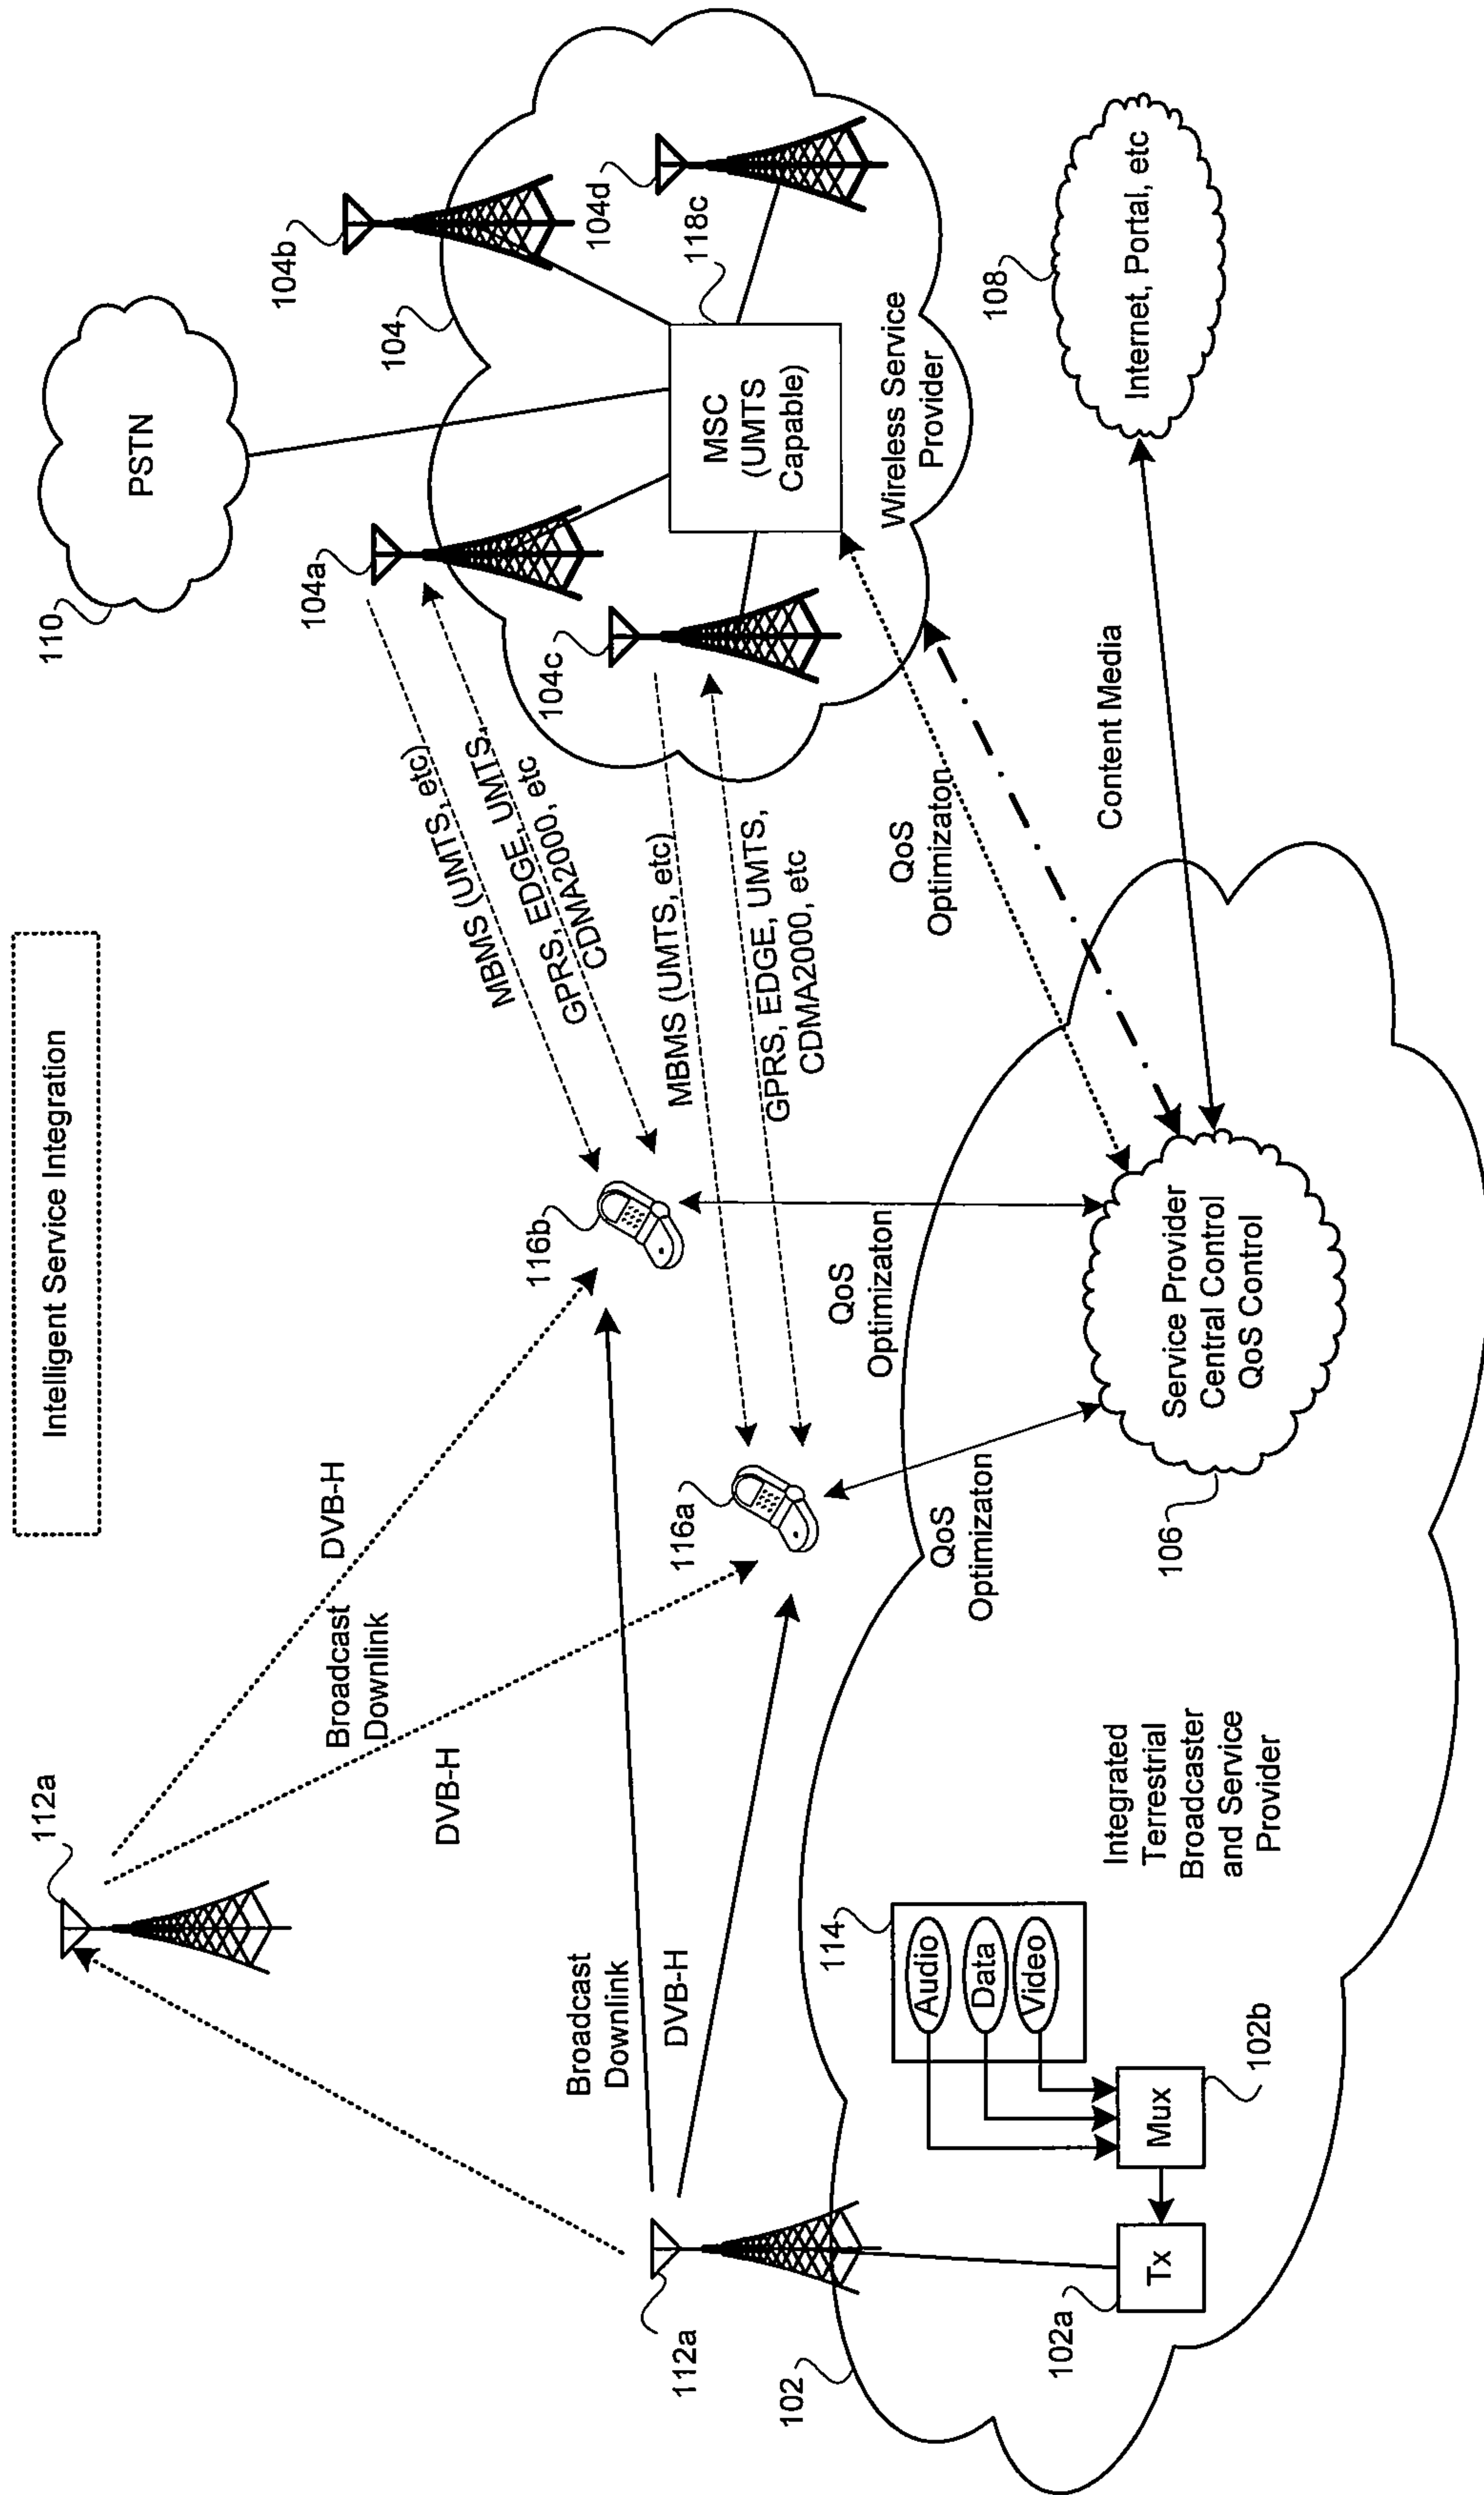 Intelligent Service Integration
112a
DVB-H
Broadcast
Downlink
DVB-H
110
PSTN
104a
104b
104
104c
104d
118c
MSC
(UMTS
Capable)
Wireless Service
Provider
MBMS (UMTS, etc)
GPRS, EDGE, UMTS,
CDMA2000, etc
MBMS (UMTS, etc)
GPRS, EDGE, UMTS,
CDMA2000, etc
116b
116a
112a
Broadcast
Downlink
DVB-H
QoS
Optimizaton
QoS
Optimizaton
QoS
Optimizaton
Content Media
108
Internet, Portal, etc
102
114
Audio
Data
Video
102a
Tx
Mux
102b
Integrated
Terrestrial
Broadcaster
and Service
Provider
106
Service Provider
Central Control
QoS Control